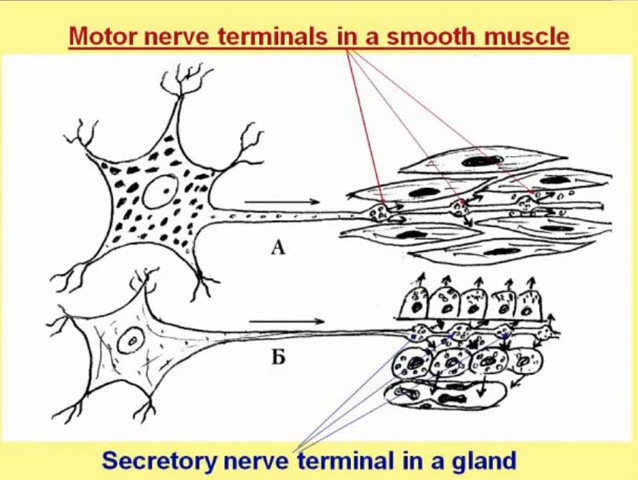 Motor nerve terminals in a smooth muscle
А
Б
Secretory nerve terminal in a gland